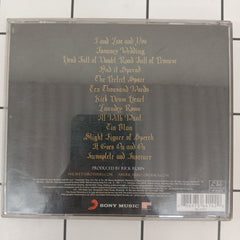 I and Love and You
January Wedding
Head Full of Doubt/Road Full of Promise
And it Spread
The Perfect Space
Ten Thousand Words
Kick Drum Heart
Laundry Room
Ill With Want
Tin Man
Slight Figure of Speech
It Goes On and On
Incomplete and Insecure
PRODUCED BY RICK RUBIN
SONY MUSIC